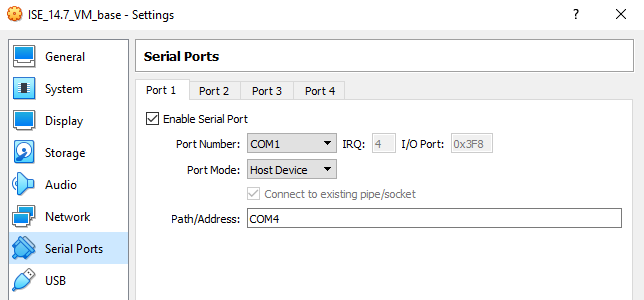 ISE_14.7_VM_base - Settings
General
System
Display
Storage
Audio
Network
Serial Ports
USB
Serial Ports
Port 1 Port 2 Port 3 Port 4
Enable Serial Port
Port Number: COM1 IRQ: 4 I/O Port: 0x3F8
Port Mode: Host Device
Connect to existing pipe/socket
Path/Address: COM4